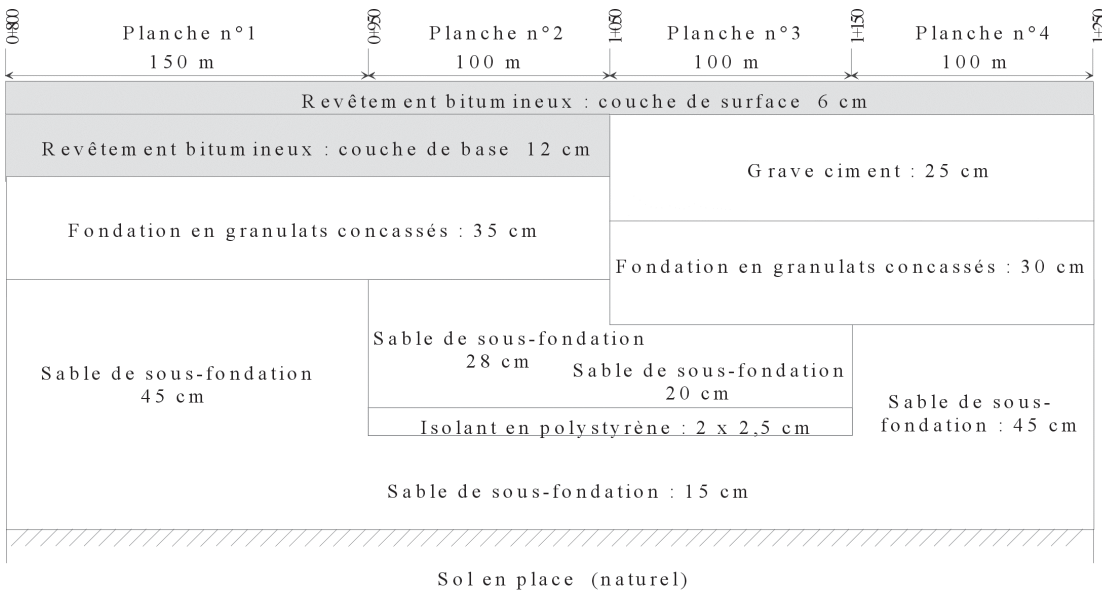 0+800
0+950
1+050
1+150
1+250
Planche n°1
Planche n°2
Planche n°3
Planche n°4
150 m
100 m
100 m
100 m
Revêtement bitumineux : couche de surface 6 cm
Revêtement bitumineux : couche de base 12 cm
Grave ciment : 25 cm
Fondation en granulats concassés : 35 cm
Fondation en granulats concassés : 30 cm
Sable de sous-fondation
45 cm
Sable de sous-fondation
28 cm
Sable de sous-fondation
20 cm
Sable de sous-
fondation : 45 cm
Isolant en polystyrène : 2 x 2,5 cm
Sable de sous-fondation : 15 cm
Sol en place (naturel)